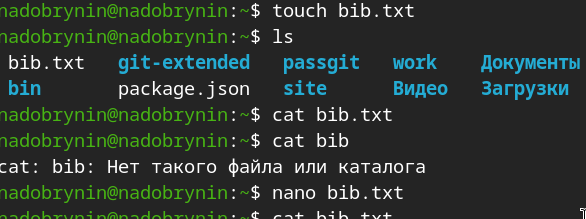 nadobrynin@nadobrynin:~$ touch bib.txt
nadobrynin@nadobrynin:~$ ls
bib.txt git-extended passgit work Документы
bin package.json site Видео Загрузки
nadobrynin@nadobrynin:~$ cat bib.txt
nadobrynin@nadobrynin:~$ cat bib
cat: bib: Нет такого файла или каталога
nadobrynin@nadobrynin:~$ nano bib.txt
nadobrynin@nadobrynin:~$ cat bib.txt